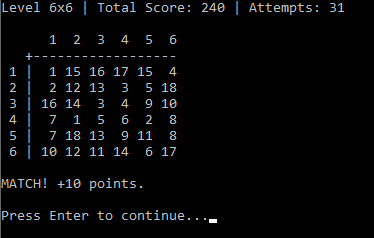 Level 6x6 | Total Score: 240 | Attempts: 31
1 2 3 4 5 6
+------------------
1 | 1 15 16 17 15 4
2 | 2 12 13 3 5 18
3 | 16 14 3 4 9 10
4 | 7 1 5 6 2 8
5 | 7 18 13 9 11 8
6 | 10 12 11 14 6 17
MATCH! +10 points.
Press Enter to continue...